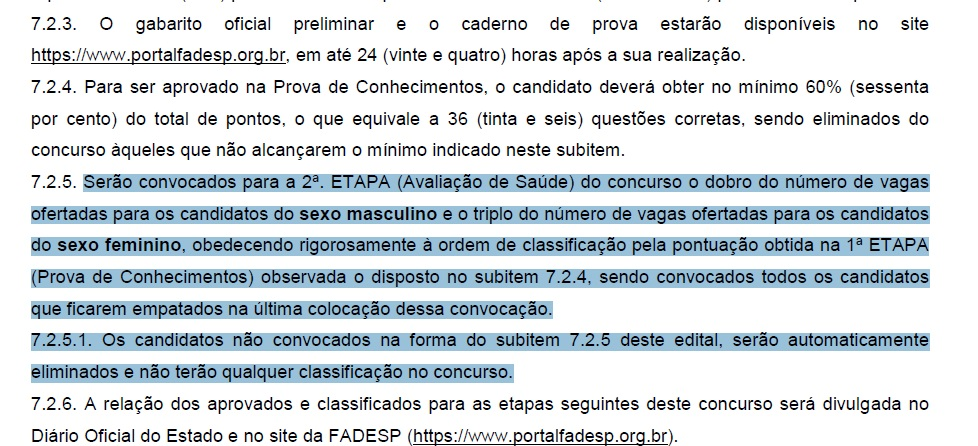 7.2.3. O gabarito oficial preliminar e o caderno de prova estarão disponíveis no site
https://www.portalfadesp.org.br, em até 24 (vinte e quatro) horas após a sua realização.
7.2.4. Para ser aprovado na Prova de Conhecimentos, o candidato deverá obter no mínimo 60% (sessenta
por cento) do total de pontos, o que equivale a 36 (tinta e seis) questões corretas, sendo eliminados do
concurso àqueles que não alcançarem o mínimo indicado neste subitem.
7.2.5. Serão convocados para a 2ª. ETAPA (Avaliação de Saúde) do concurso o dobro do número de vagas
ofertadas para os candidatos do sexo masculino e o triplo do número de vagas ofertadas para os candidatos
do sexo feminino, obedecendo rigorosamente à ordem de classificação pela pontuação obtida na 1ª ETAPA
(Prova de Conhecimentos) observada o disposto no subitem 7.2.4, sendo convocados todos os candidatos
que ficarem empatados na última colocação dessa convocação.
7.2.5.1. Os candidatos não convocados na forma do subitem 7.2.5 deste edital, serão automaticamente
eliminados e não terão qualquer classificação no concurso.
7.2.6. A relação dos aprovados e classificados para as etapas seguintes deste concurso será divulgada no
Diário Oficial do Estado e no site da FADESP (https://www.portalfadesp.org.br).